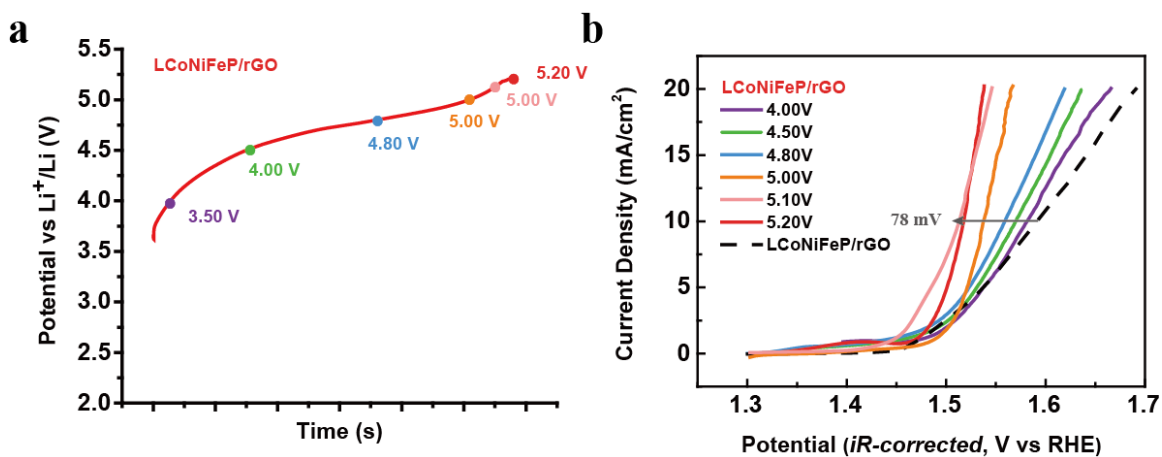 a
5.5
5.0
4.5
4.0
3.5
3.0
2.5
2.0
Potential vs Li+/Li (V)
Time (s)
LCoNiFeP/rGO
3.50 V
4.00 V
4.80 V
5.00 V
5.00 V
5.20 V
b
20
15
10
5
0
Current Density (mA/cm²)
LCoNiFeP/rGO
4.00V
4.50V
4.80V
5.00V
5.10V
5.20V
LCoNiFeP/rGO
78 mV
1.3 1.4 1.5 1.6 1.7
Potential (iR-corrected, V vs RHE)